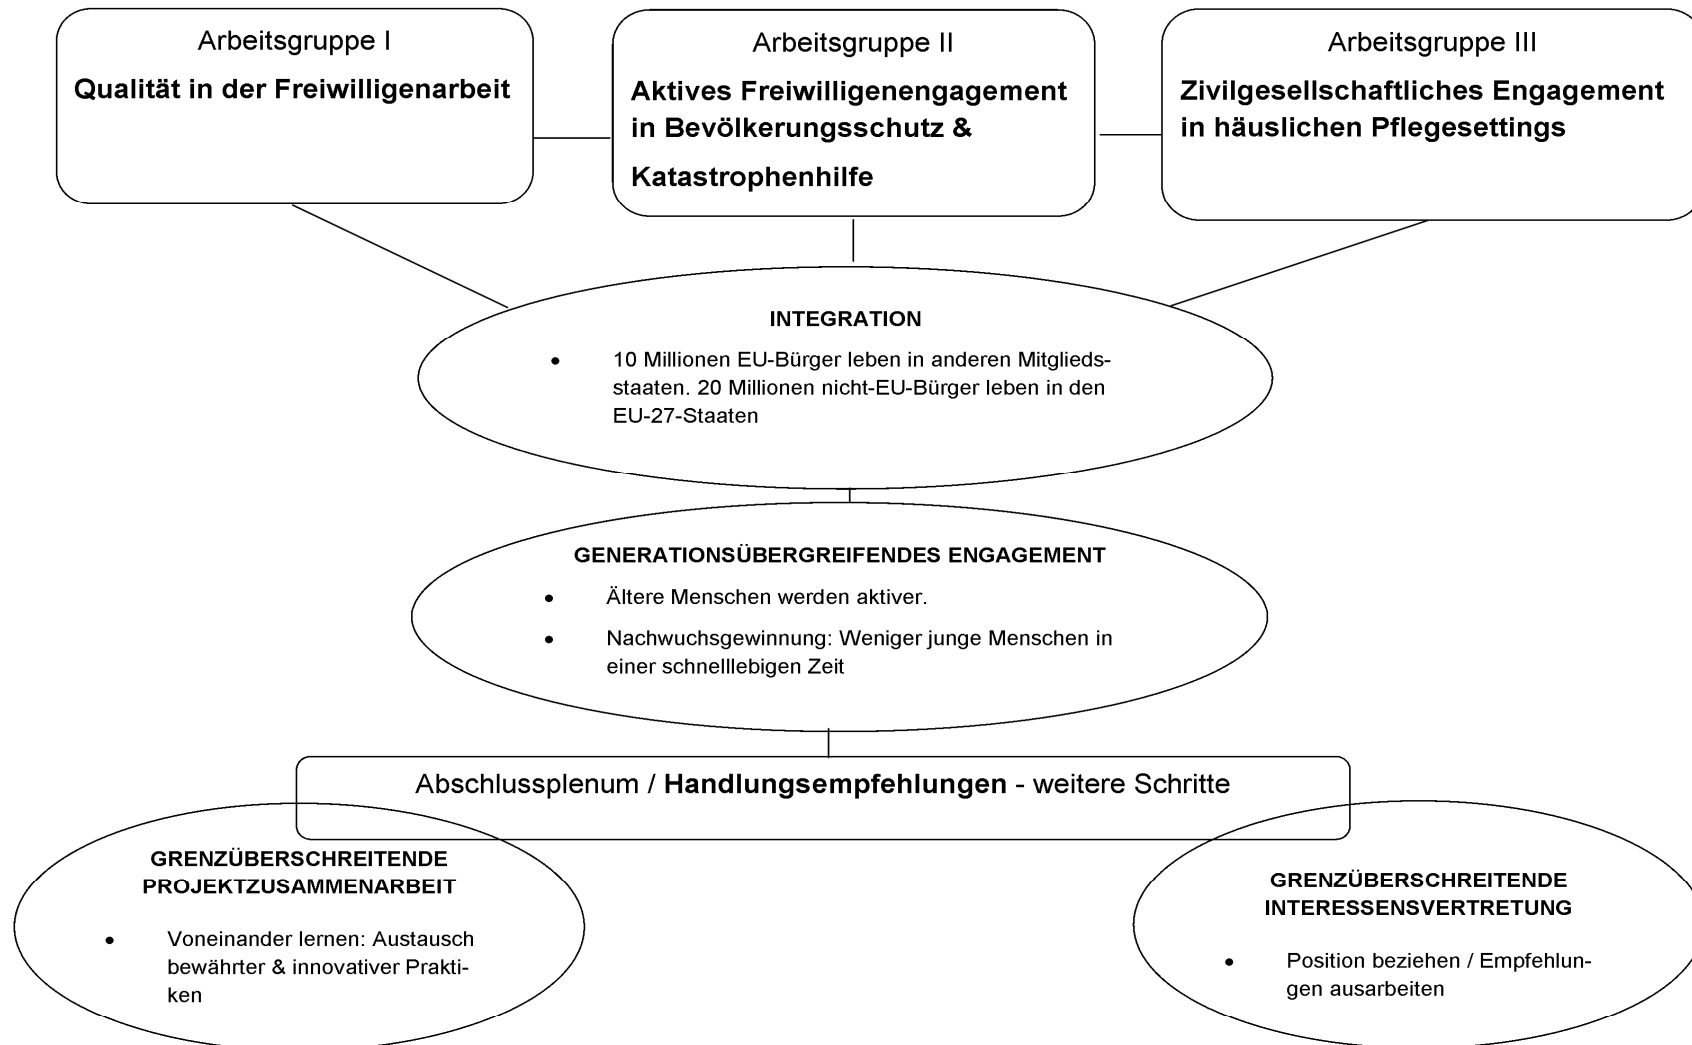 Arbeitsgruppe I
Qualität in der Freiwilligenarbeit
Arbeitsgruppe II
Aktives Freiwilligenengagement
in Bevölkerungsschutz &
Katastrophenhilfe
Arbeitsgruppe III
Zivilgesellschaftliches Engagement
in häuslichen Pflegesettings
INTEGRATION
• 10 Millionen EU-Bürger leben in anderen Mitglieds-
staaten. 20 Millionen nicht-EU-Bürger leben in den
EU-27-Staaten
GENERATIONSÜBERGREIFENDES ENGAGEMENT
• Ältere Menschen werden aktiver.
• Nachwuchsgewinnung: Weniger junge Menschen in
einer schnelllebigen Zeit
Abschlussplenum / Handlungsempfehlungen - weitere Schritte
GRENZÜBERSCHREITENDE
PROJEKTZUSAMMENARBEIT
• Voneinander lernen: Austausch
bewährter & innovativer Prakti-
ken
GRENZÜBERSCHREITENDE
INTERESSENSVERTRETUNG
• Position beziehen / Empfehlun-
gen ausarbeiten